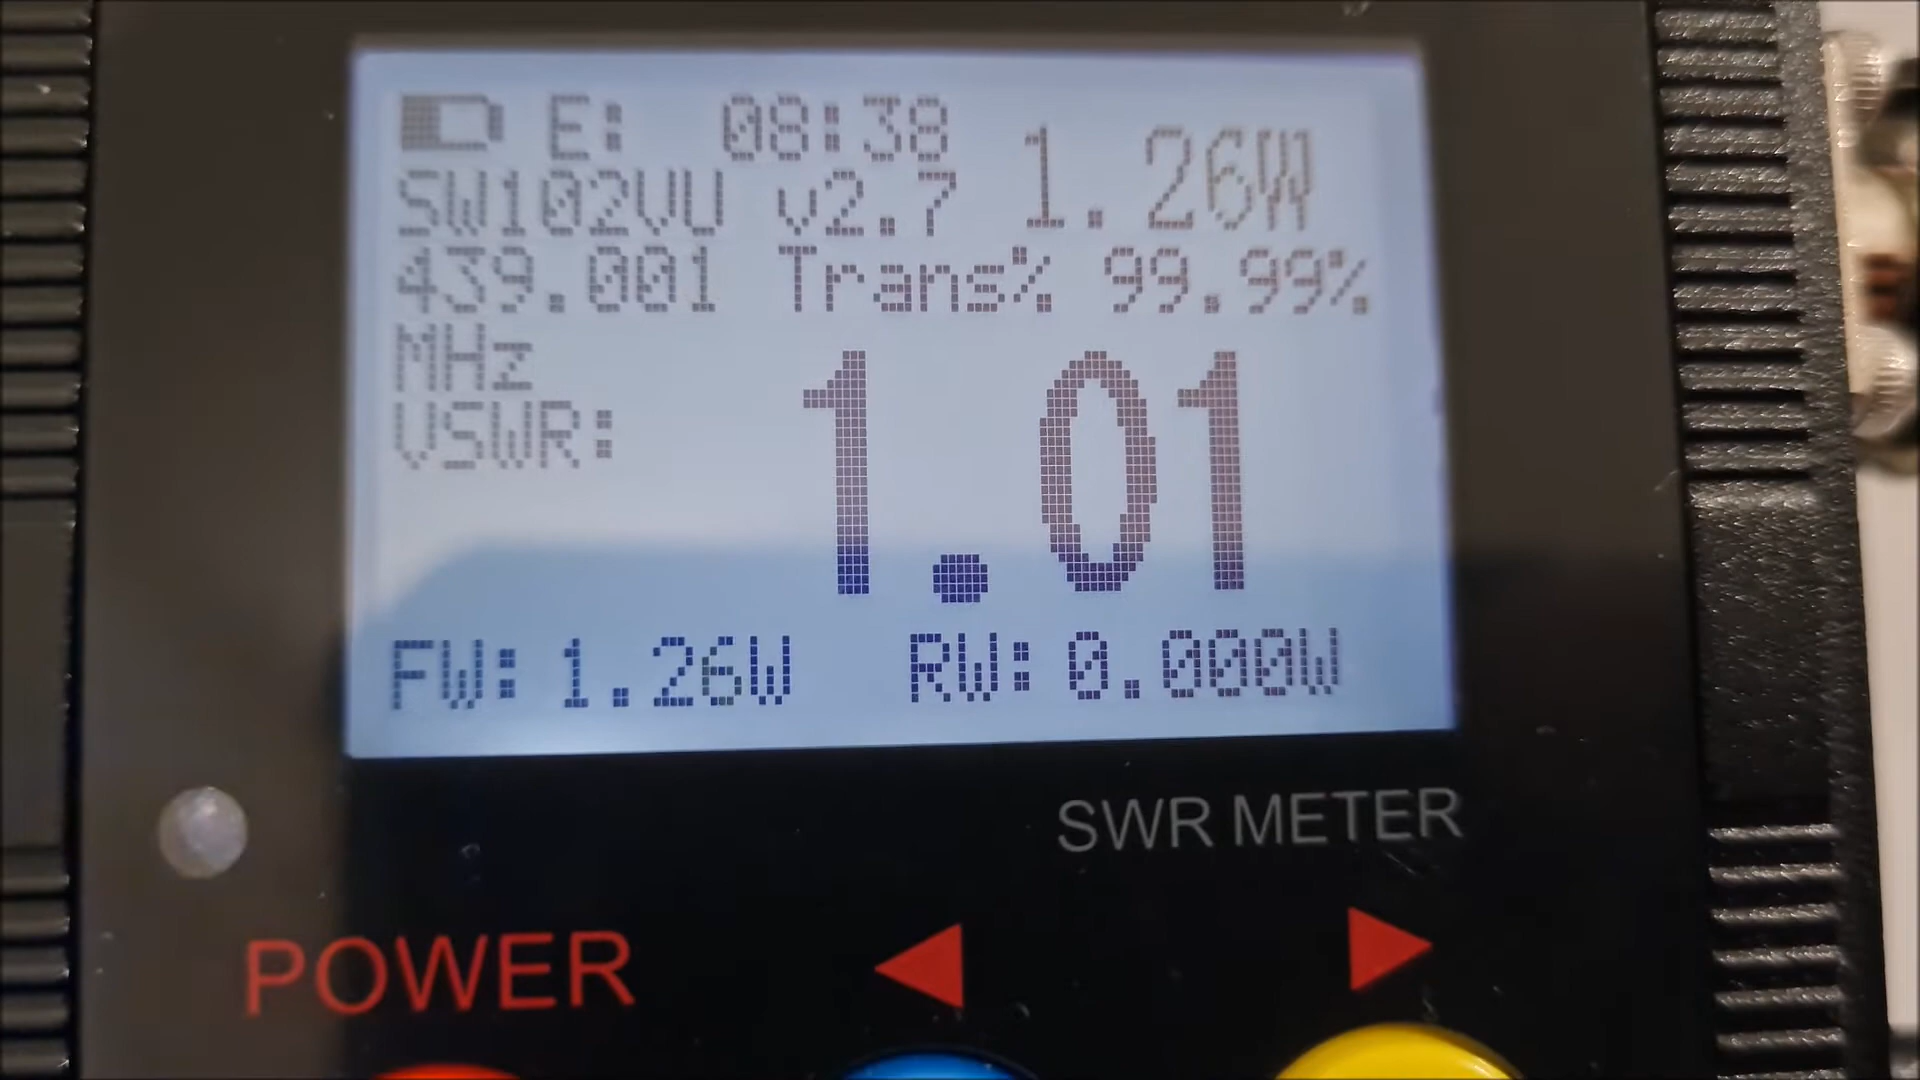 E: 08:38
1.26W
SW102VU v2.7
439.001 Trans% 99.99%
MHz
VSWR:
1.01
FW: 1.26W RW: 0.000W
SWR METER
POWER